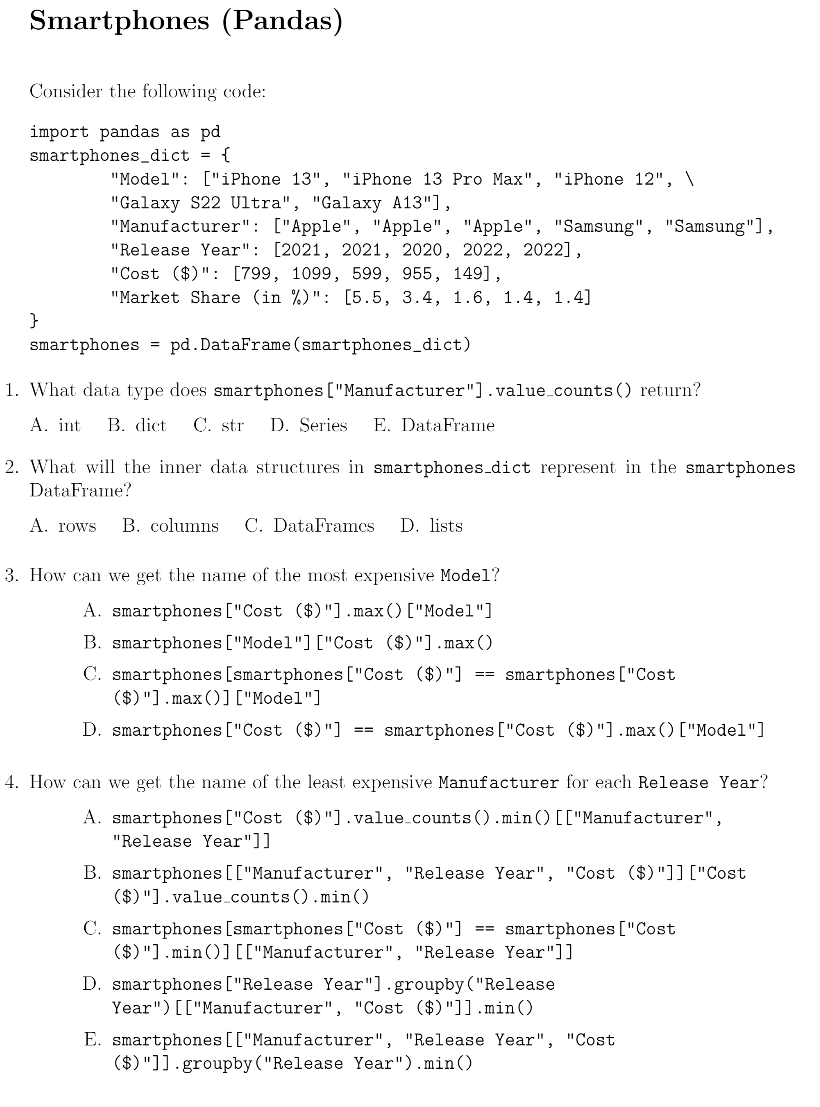 Smartphones (Pandas)
Consider the following code:
import pandas as pd
smartphones_dict = {
"Model": ["iPhone 13", "iPhone 13 Pro Max", "iPhone 12", \
"Galaxy S22 Ultra", "Galaxy A13"],
"Manufacturer": ["Apple", "Apple", "Apple", "Samsung", "Samsung"],
"Release Year": [2021, 2021, 2020, 2022, 2022],
"Cost ($)": [799, 1099, 599, 955, 149],
"Market Share (in %)": [5.5, 3.4, 1.6, 1.4, 1.4]
}
smartphones = pd.DataFrame(smartphones_dict)
1. What data type does smartphones["Manufacturer"].value_counts() return?
A. int B. dict C. str D. Series E. DataFrame
2. What will the inner data structures in smartphones_dict represent in the smartphones
DataFrame?
A. rows B. columns C. DataFrames D. lists
3. How can we get the name of the most expensive Model?
A. smartphones["Cost ($)"].max()["Model"]
B. smartphones["Model"]["Cost ($)"].max()
C. smartphones[smartphones["Cost ($)"] == smartphones["Cost
($)"].max()]["Model"]
D. smartphones["Cost ($)"] == smartphones["Cost ($)"].max()["Model"]
4. How can we get the name of the least expensive Manufacturer for each Release Year?
A. smartphones["Cost ($)"].value_counts().min()[["Manufacturer",
"Release Year"]]
B. smartphones[["Manufacturer", "Release Year", "Cost ($)"]]["Cost
($)"].value_counts().min()
C. smartphones[smartphones["Cost ($)"] == smartphones["Cost
($)"].min()][["Manufacturer", "Release Year"]]
D. smartphones["Release Year"].groupby("Release
Year")[["Manufacturer", "Cost ($)"]].min()
E. smartphones[["Manufacturer", "Release Year", "Cost
($)"]].groupby("Release Year").min()